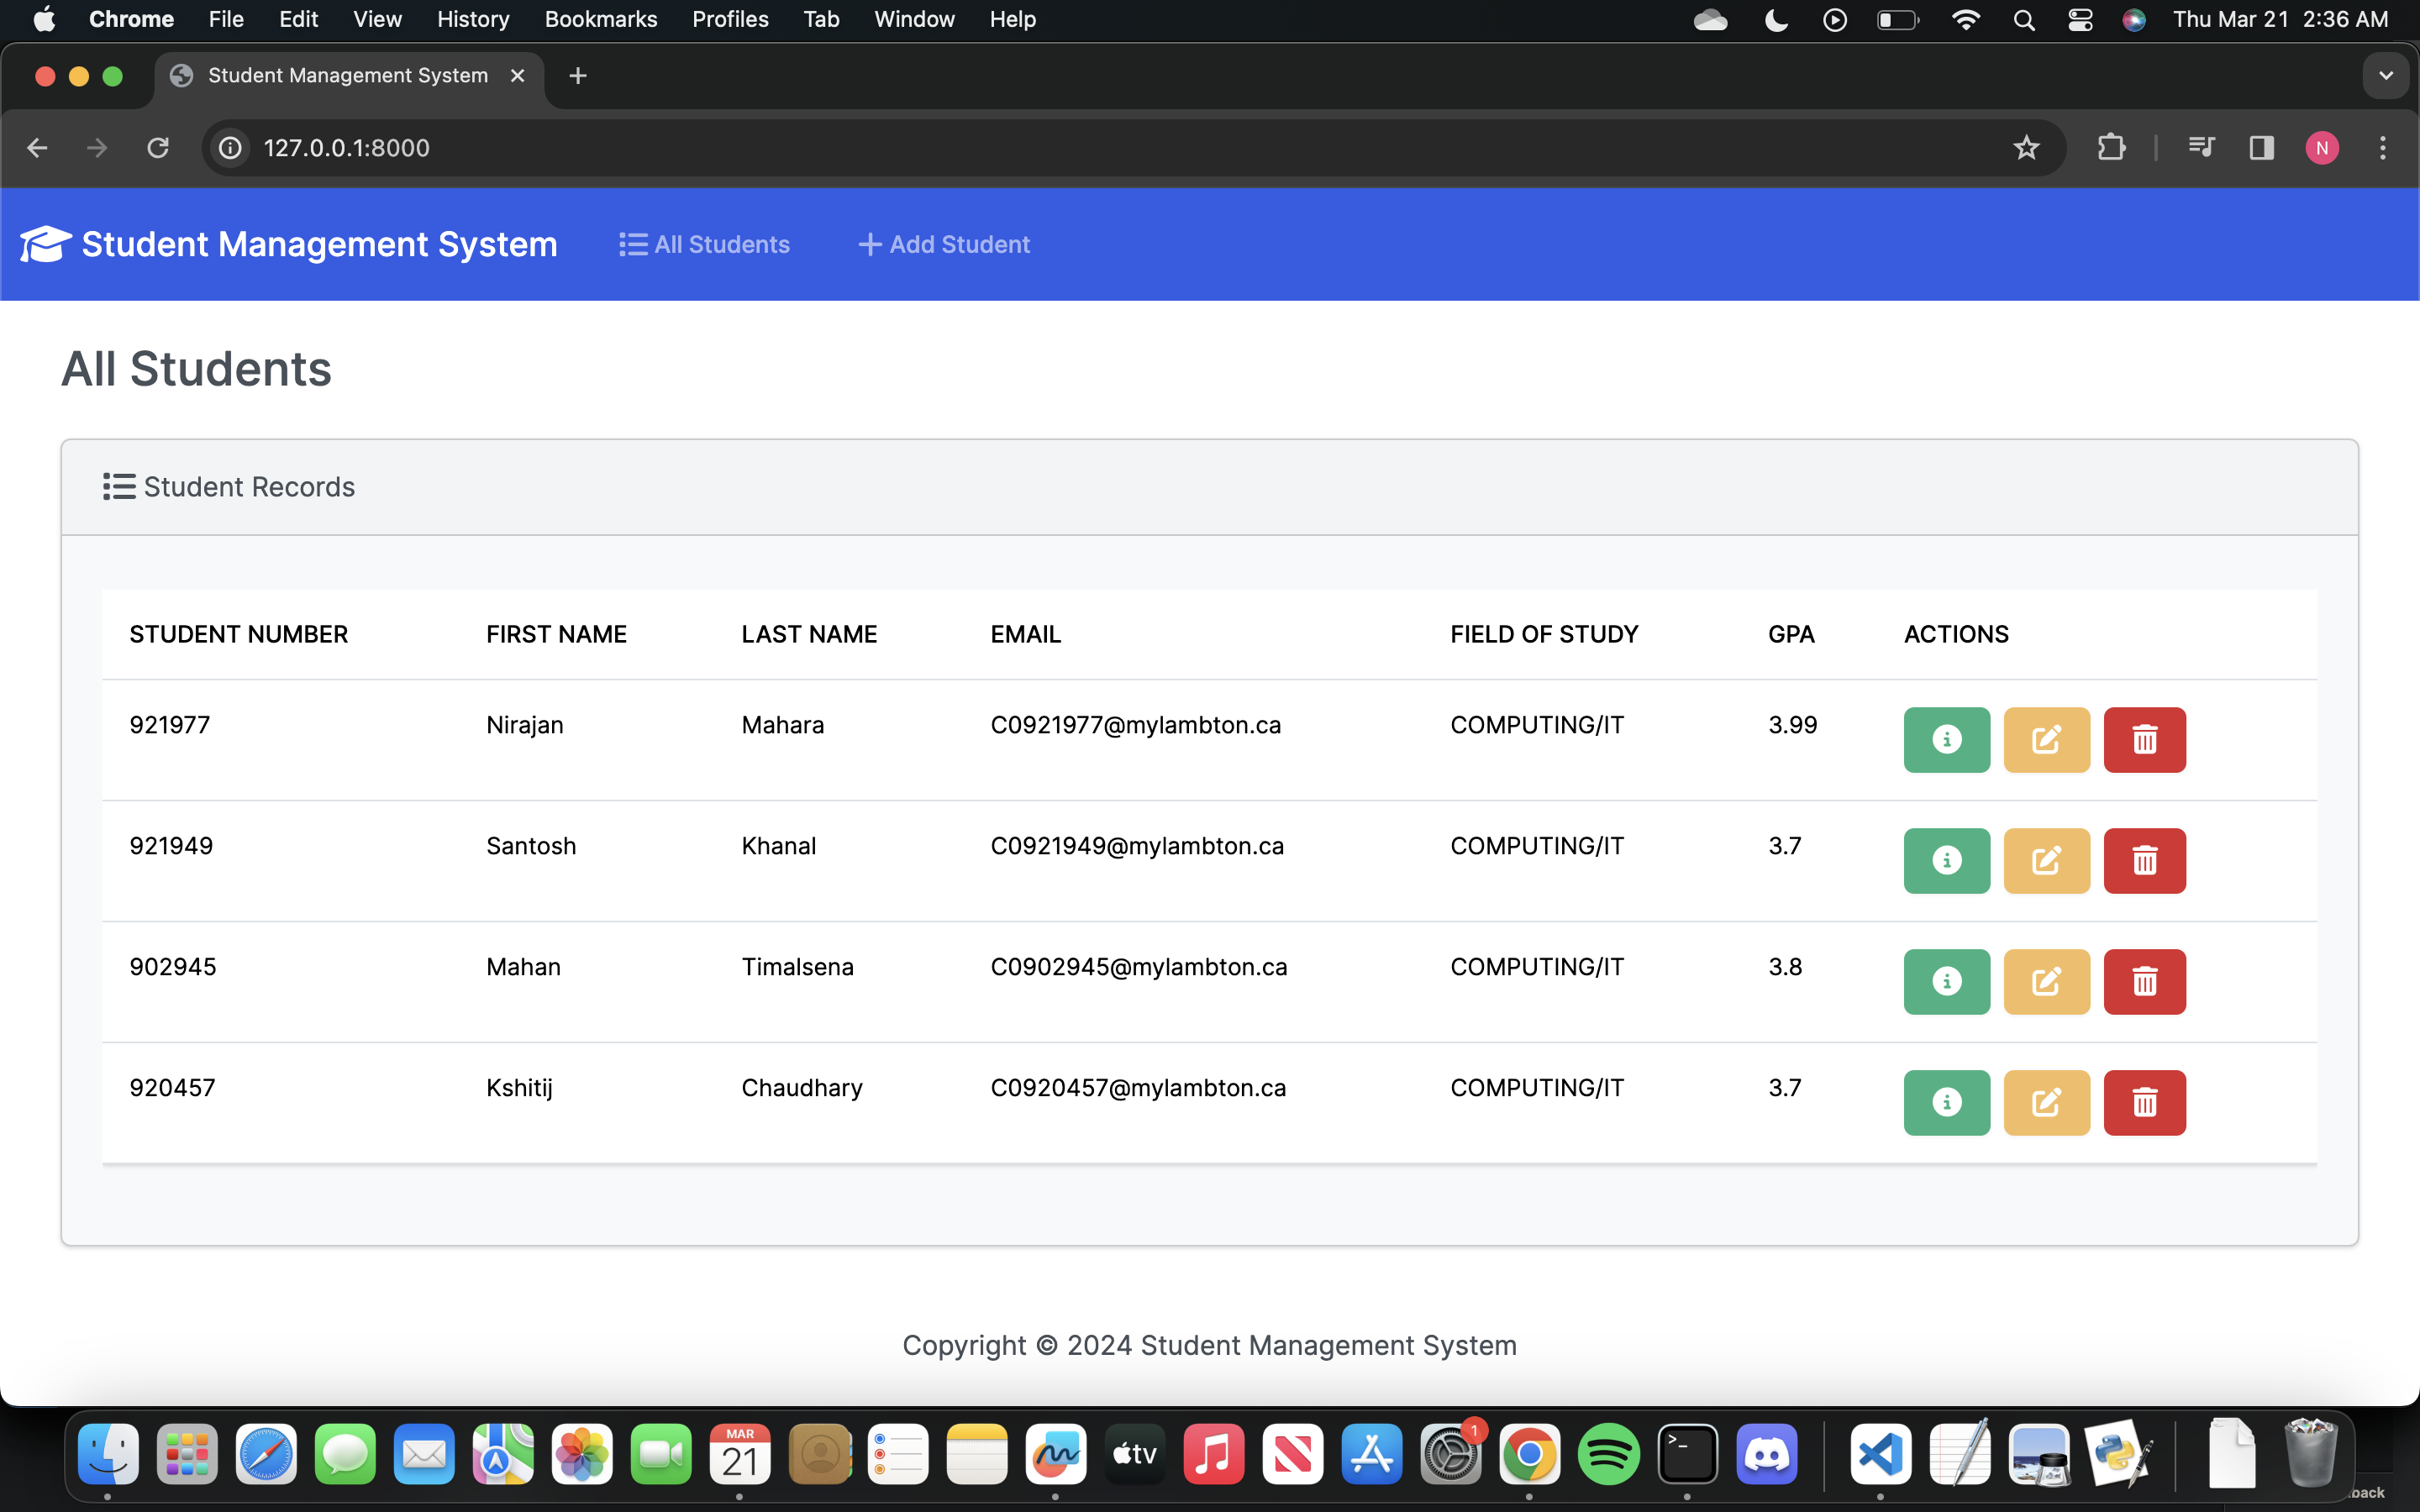 Chrome File Edit View History Bookmarks Profiles Tab Window Help Thu Mar 21 2:36 AM
Student Management System
127.0.0.1:8000 N
Student Management System All Students Add Student
All Students
Student Records
STUDENT NUMBER FIRST NAME LAST NAME EMAIL FIELD OF STUDY GPA ACTIONS
921977 Nirajan Mahara C0921977@mylambton.ca COMPUTING/IT 3.99
921949 Santosh Khanal C0921949@mylambton.ca COMPUTING/IT 3.7
902945 Mahan Timalsena C0902945@mylambton.ca COMPUTING/IT 3.8
920457 Kshitij Chaudhary C0920457@mylambton.ca COMPUTING/IT 3.7
Copyright © 2024 Student Management System
MAR 1
21 tv
back